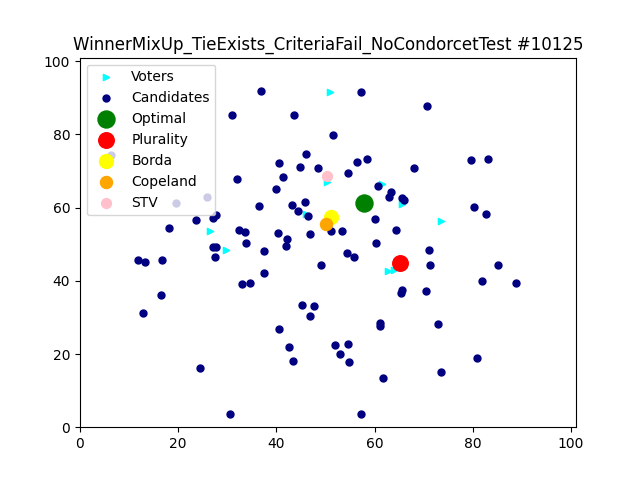 WinnerMixUp_TieExists_CriteriaFail_NoCondorcetTest #10125
100
80
60
40
20
0
Voters
Candidates
Optimal
Plurality
Borda
Copeland
STV
0 20 40 60 80 100